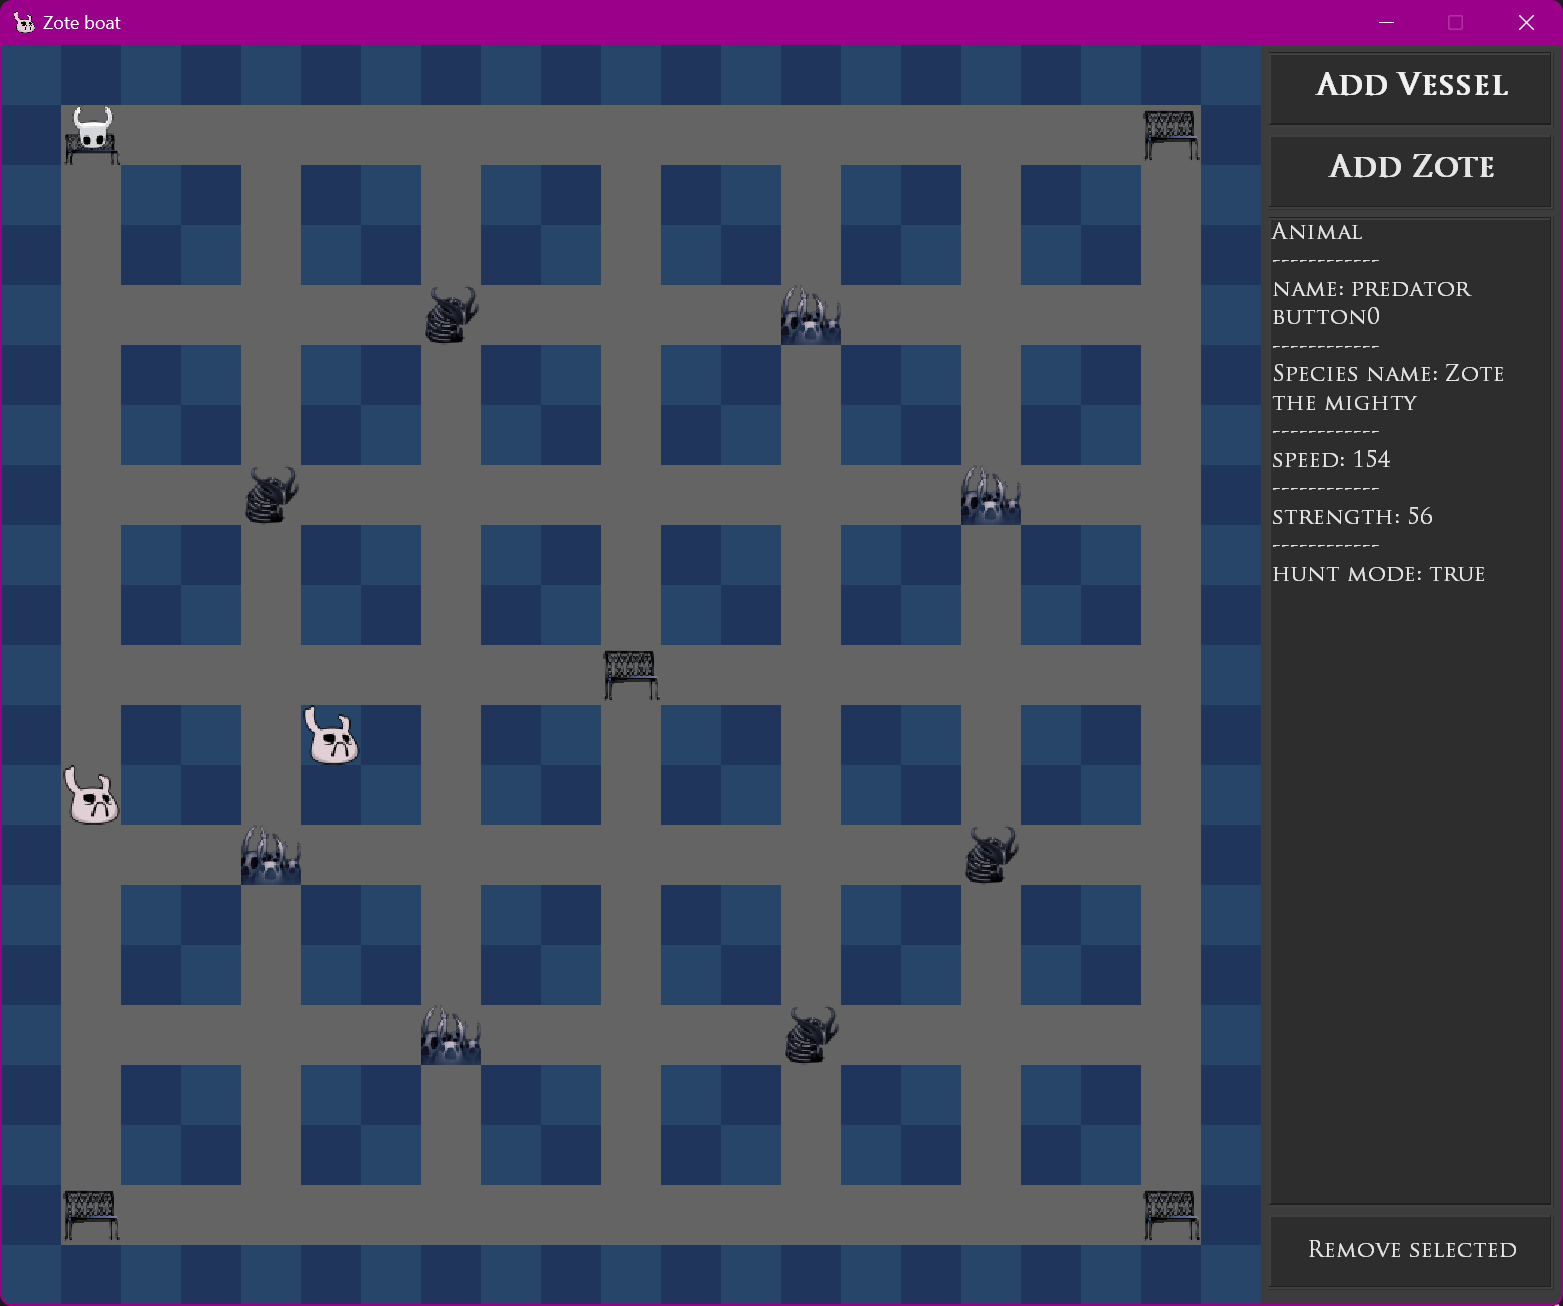 Zote boat
Add Vessel
Add Zote
Animal
------------
name: predator
button0
------------
Species name: Zote
the mighty
------------
speed: 154
------------
strength: 56
------------
hunt mode: true
Remove selected